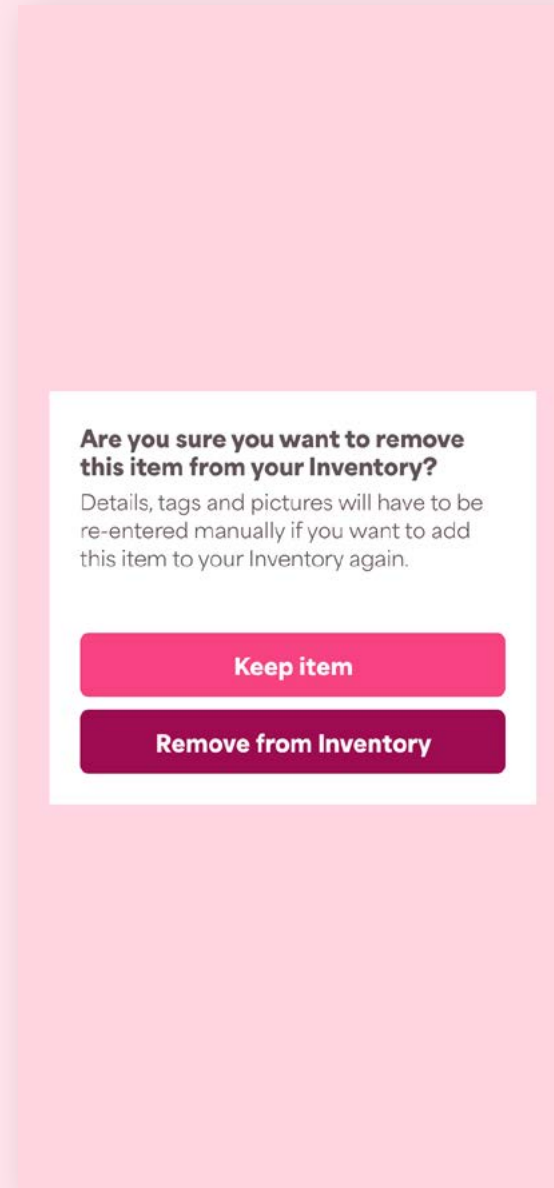 Are you sure you want to remove
this item from your Inventory?
Details, tags and pictures will have to be
re-entered manually if you want to add
this item to your Inventory again.
Keep item
Remove from Inventory